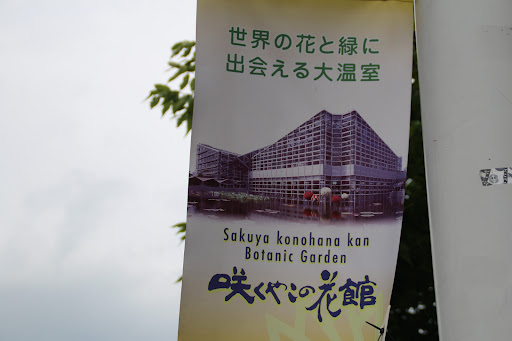 世界の花と緑に
出会える大温室
Sakuya konohana kan
Botanic Garden
咲くやこの花館